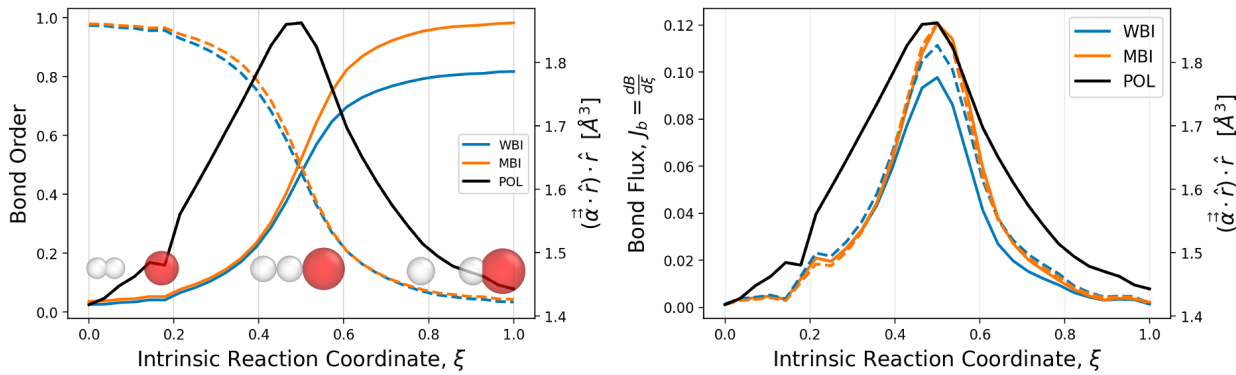 1.0
0.8
0.6
0.4
0.2
0.0
Bond Order
0.0 0.2 0.4 0.6 0.8 1.0
Intrinsic Reaction Coordinate, ξ
1.8
1.7
1.6
1.5
1.4
(α⃗⃗ · r̂) · r̂ [Å³]
WBI
MBI
POL
0.12
0.10
0.08
0.06
0.04
0.02
0.00
Bond Flux, J_b = dB/dξ
0.0 0.2 0.4 0.6 0.8 1.0
Intrinsic Reaction Coordinate, ξ
1.8
1.7
1.6
1.5
1.4
(α⃗⃗ · r̂) · r̂ [Å³]
WBI
MBI
POL